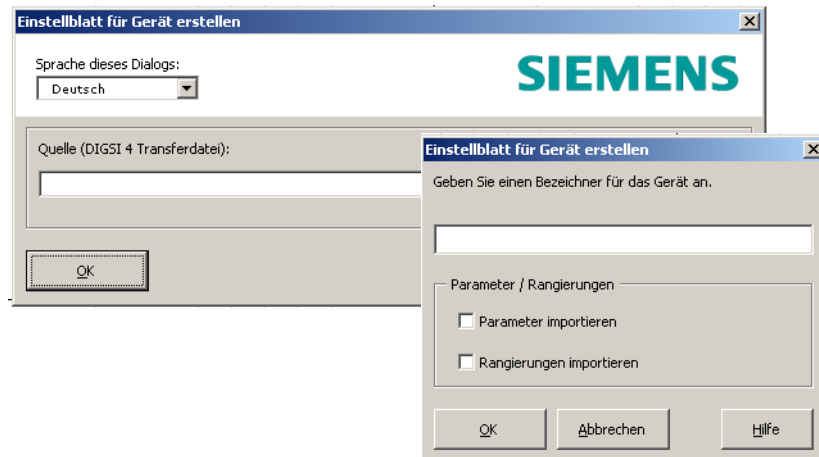 Einstellblatt für Gerät erstellen
Sprache dieses Dialogs:
Deutsch
SIEMENS
Quelle (DIGSI 4 Transferdatei):
OK
Einstellblatt für Gerät erstellen
Geben Sie einen Bezeichner für das Gerät an.
Parameter / Rangierungen
Parameter importieren
Rangierungen importieren
OK Abbrechen Hilfe